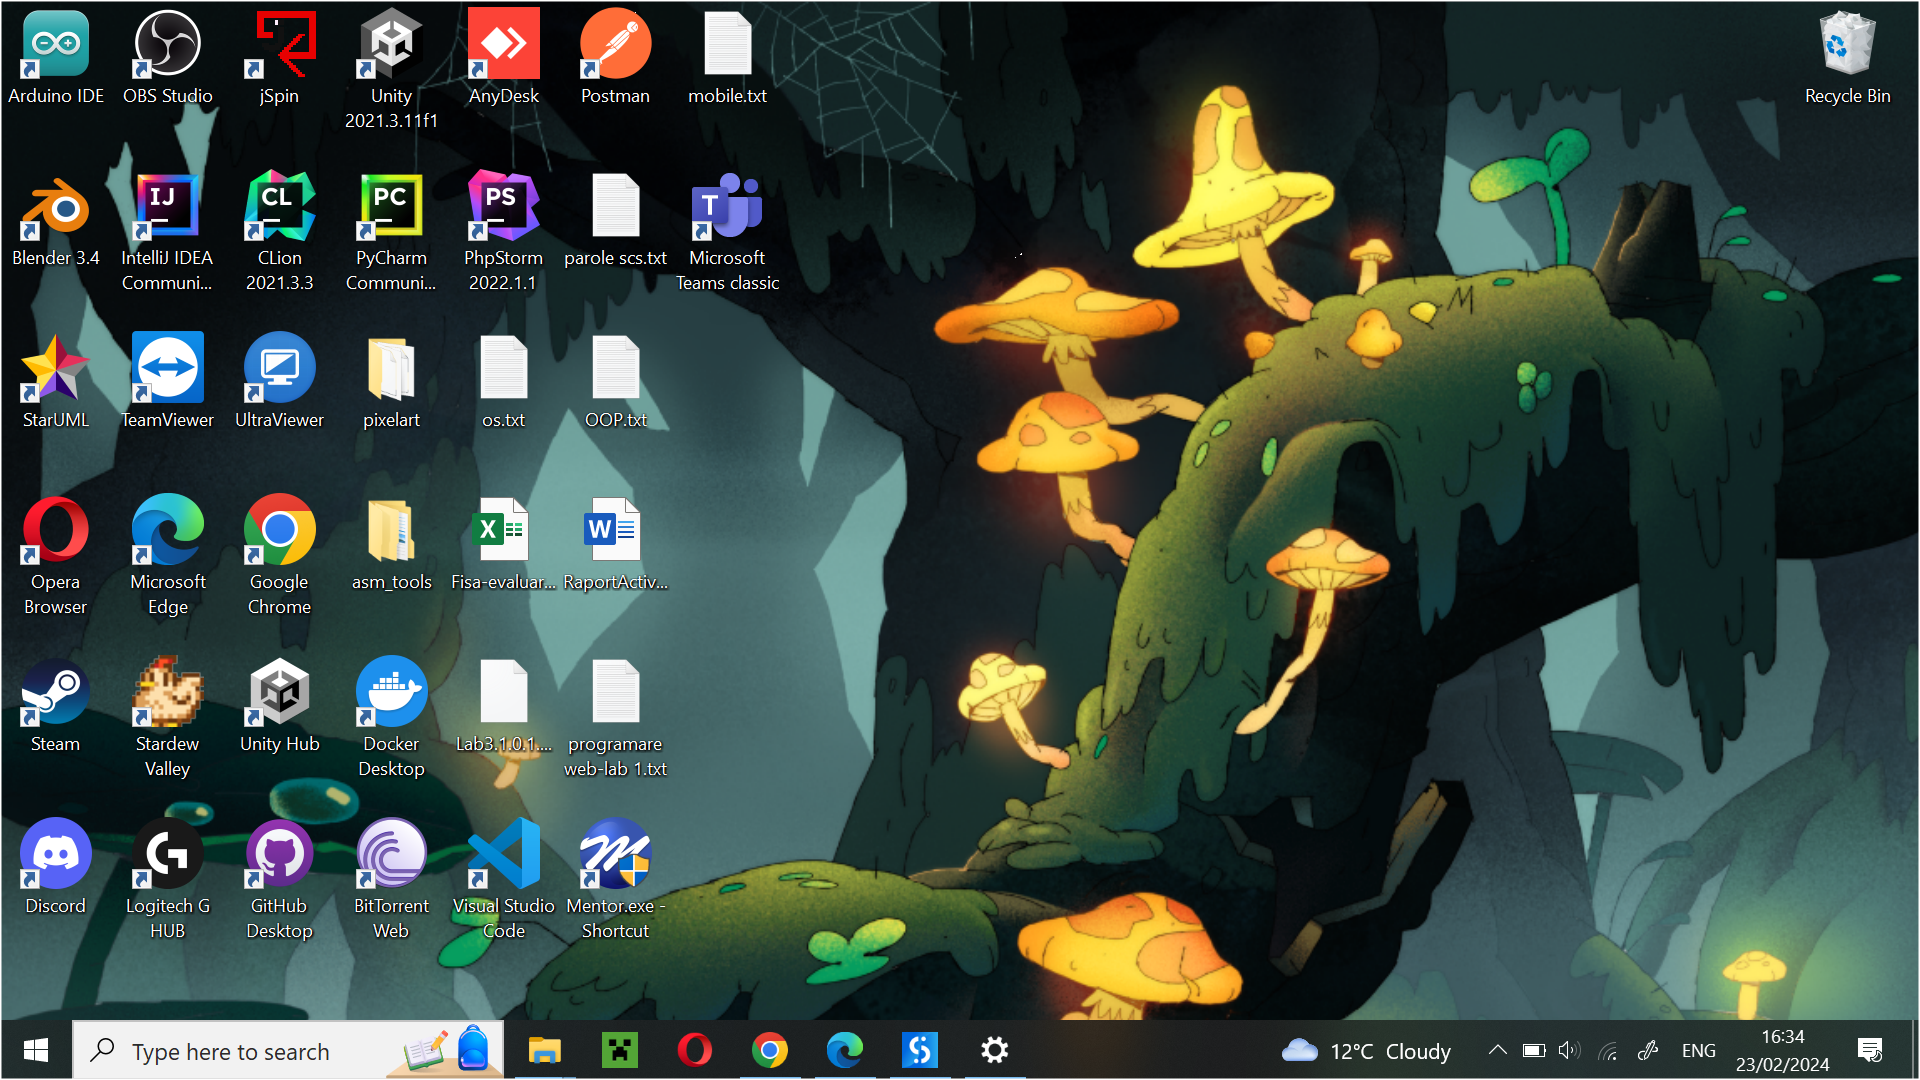 Arduino IDE
OBS Studio
jSpin
Unity
2021.3.11f1
AnyDesk
Postman
mobile.txt
Recycle Bin
IJ
CL
PC
PS
T
Blender 3.4
IntelliJ IDEA
Communi...
CLion
2021.3.3
PyCharm
Communi...
PhpStorm
2022.1.1
parole scs.txt
Microsoft
Teams classic
StarUML
TeamViewer
UltraViewer
pixelart
os.txt
OOP.txt
X
W
Opera
Browser
Microsoft
Edge
Google
Chrome
asm_tools
Fisa-evaluar...
RaportActiv...
Steam
Stardew
Valley
Unity Hub
Docker
Desktop
Lab3.1.0.1....
programare
web-lab 1.txt
Discord
Logitech G
HUB
GitHub
Desktop
BitTorrent
Web
Visual Studio
Code
Mentor.exe -
Shortcut
Type here to search
12°C Cloudy
ENG
16:34
23/02/2024